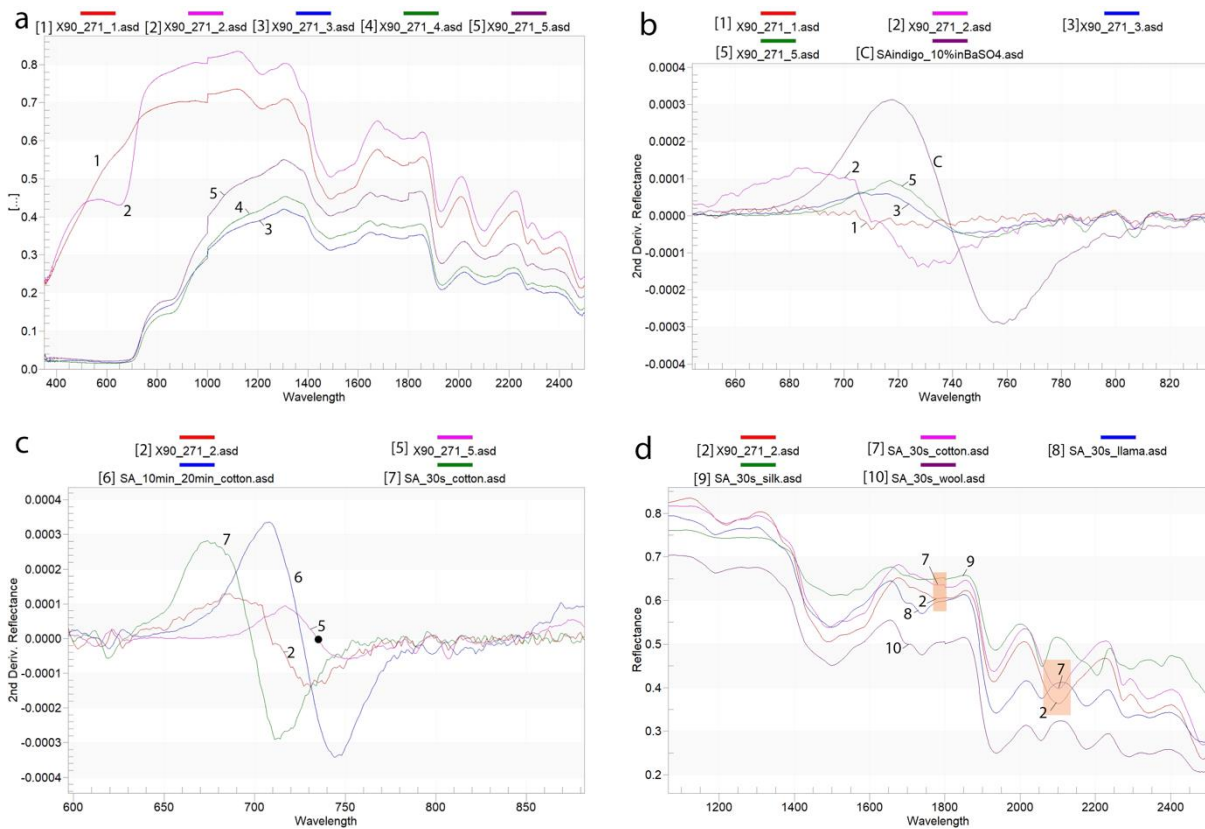 a
[1] X90_271_1.asd [2] X90_271_2.asd [3] X90_271_3.asd [4] X90_271_4.asd [5] X90_271_5.asd
[...]
0.8
0.7
0.6
0.5
0.4
0.3
0.2
0.1
0.0
1
2
5
4
3
400 600 800 1000 1200 1400 1600 1800 2000 2200 2400
Wavelength
b
[1] X90_271_1.asd [2] X90_271_2.asd [3] X90_271_3.asd
[5] X90_271_5.asd [C] SAindigo_10%inBaSO4.asd
2nd Deriv. Reflectance
0.0004
0.0003
0.0002
0.0001
0.0000
-0.0001
-0.0002
-0.0003
-0.0004
2
C
5
3
1
660 680 700 720 740 760 780 800 820
Wavelength
c
[2] X90_271_2.asd [5] X90_271_5.asd
[6] SA_10min_20min_cotton.asd [7] SA_30s_cotton.asd
2nd Deriv. Reflectance
0.0004
0.0003
0.0002
0.0001
0.0000
-0.0001
-0.0002
-0.0003
-0.0004
7
6
5
2
600 650 700 750 800 850
Wavelength
d
[2] X90_271_2.asd [7] SA_30s_cotton.asd [8] SA_30s_llama.asd
[9] SA_30s_silk.asd [10] SA_30s_wool.asd
Reflectance
0.8
0.7
0.6
0.5
0.4
0.3
0.2
7
9
2
8
10
7
2
1200 1400 1600 1800 2000 2200 2400
Wavelength